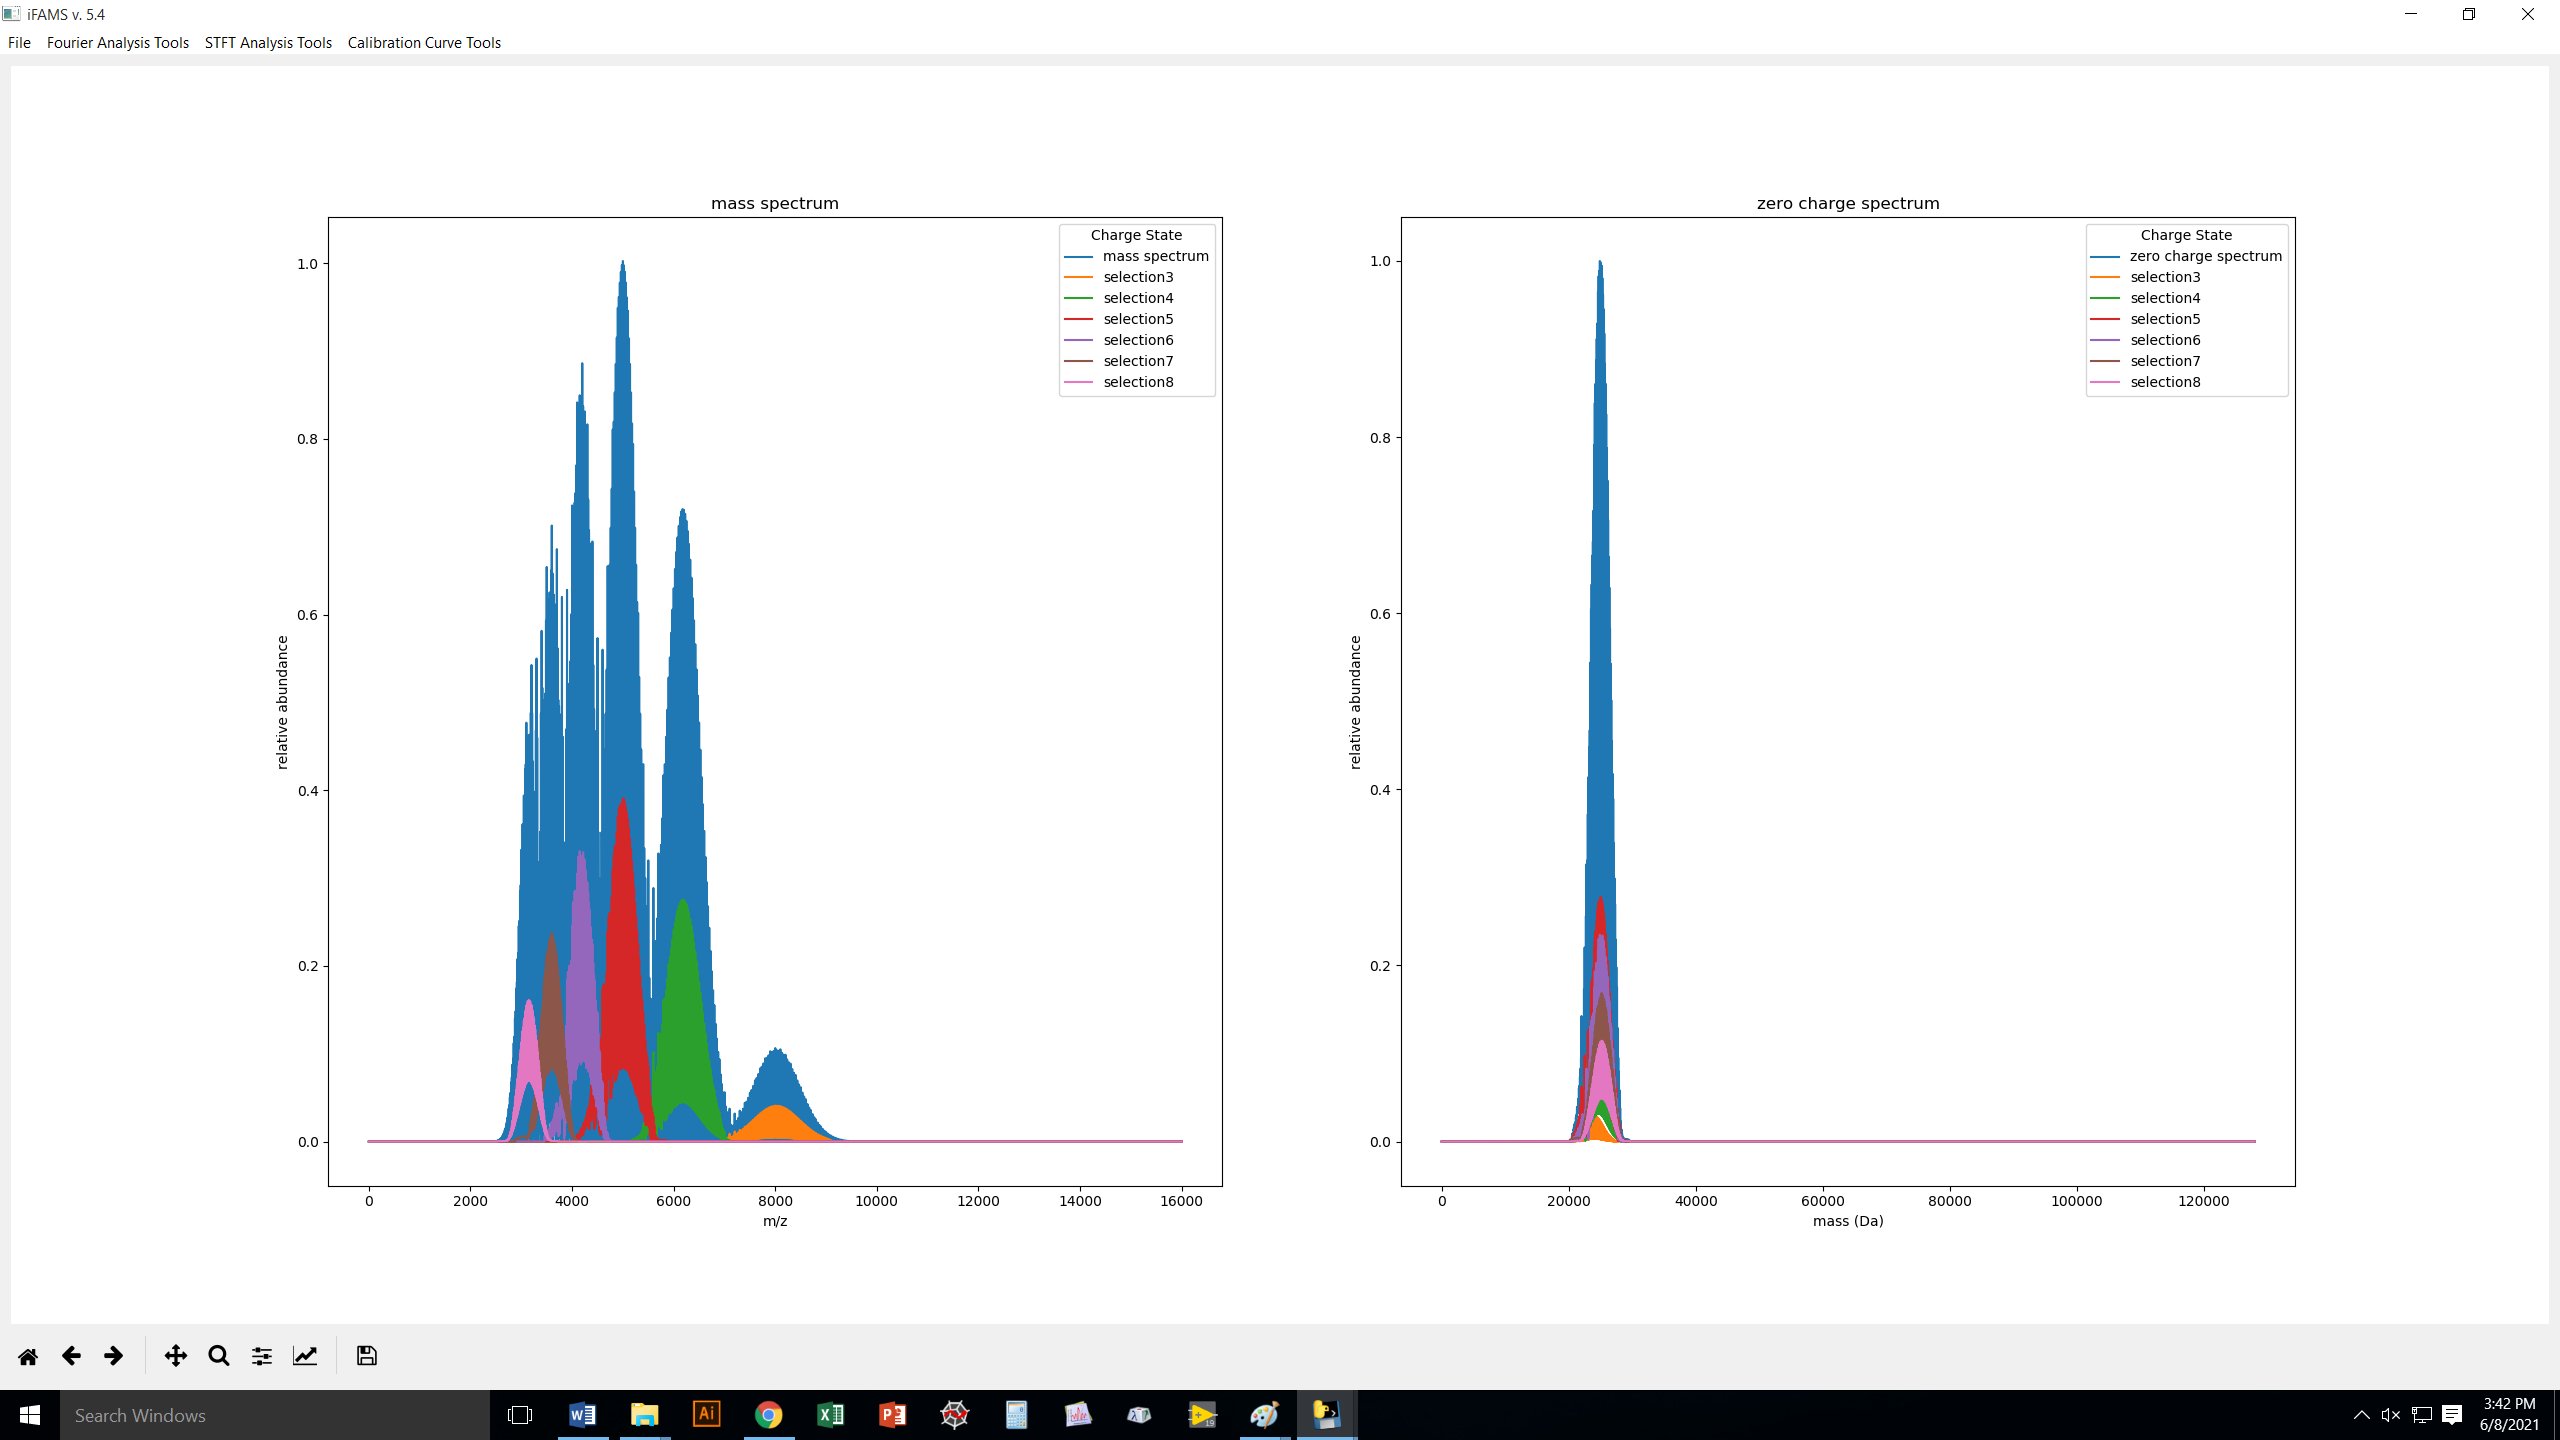 iFAMS v. 5.4
File Fourier Analysis Tools STFT Analysis Tools Calibration Curve Tools
mass spectrum
Charge State
mass spectrum
selection3
selection4
selection5
selection6
selection7
selection8
1.0
0.8
0.6
0.4
0.2
0.0
relative abundance
0 2000 4000 6000 8000 10000 12000 14000 16000
m/z
zero charge spectrum
Charge State
zero charge spectrum
selection3
selection4
selection5
selection6
selection7
selection8
1.0
0.8
0.6
0.4
0.2
0.0
relative abundance
0 20000 40000 60000 80000 100000 120000
mass (Da)
Search Windows
Ai
19
3:42 PM
6/8/2021